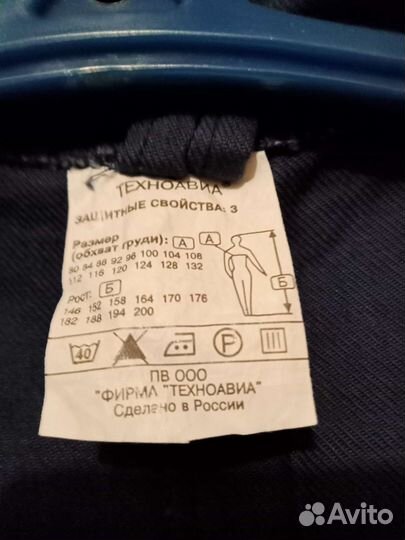 ТЕХНОАВИА®
ЗАЩИТНЫЕ СВОЙСТВА: З
Размер
(обхват груди): А А
80 84 88 92 96 100 104 108
112 116 120 124 128 132
Рост: Б Б
146 152 158 164 170 176
182 188 194 200
40 P
ПВ ООО
"ФИРМА "ТЕХНОАВИА"
Сделано в России
Avito